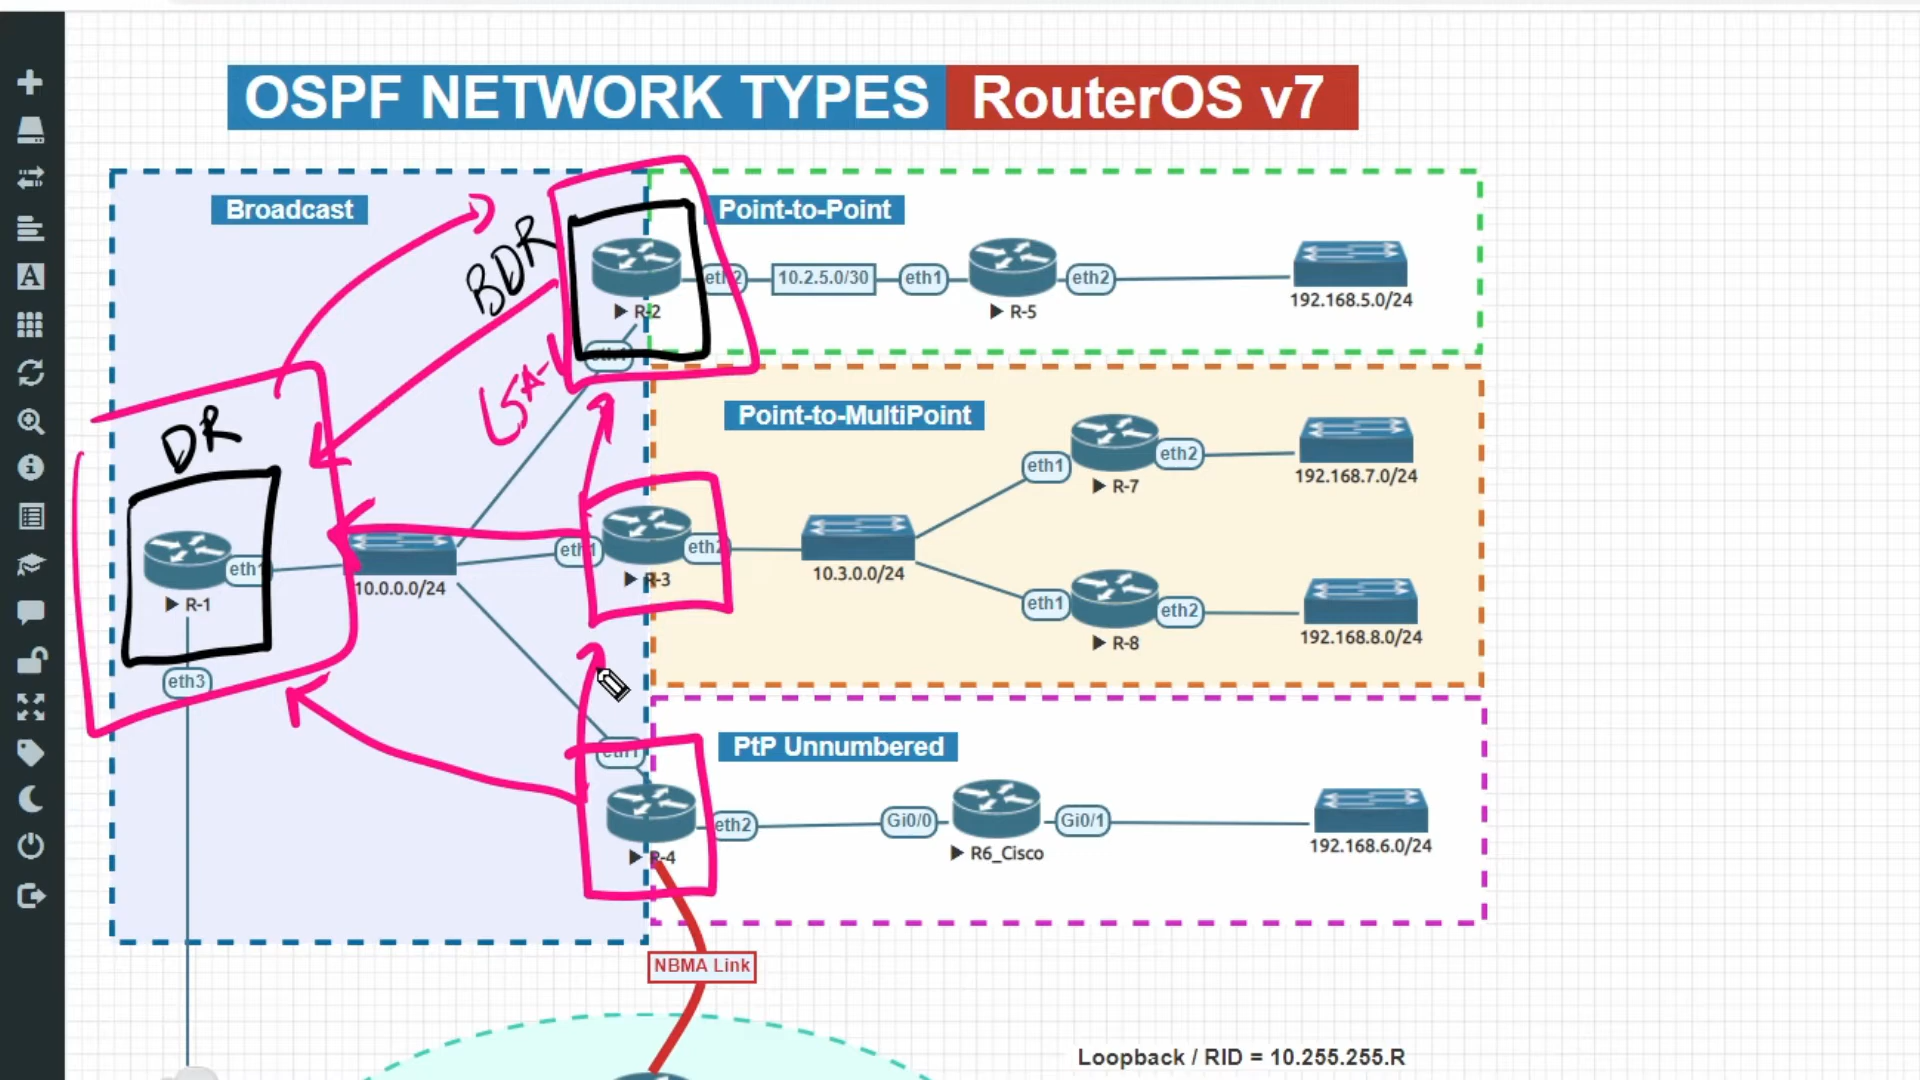 OSPF NETWORK TYPES RouterOS v7
Broadcast
BDR
LSA
DR
R-1
eth1
eth3
10.0.0.0/24
Point-to-Point
R-2
eth1
eth2
10.2.5.0/30
eth1
R-5
eth2
192.168.5.0/24
Point-to-MultiPoint
eth1
R-3
eth2
10.3.0.0/24
eth1
R-7
eth2
192.168.7.0/24
eth1
R-8
eth2
192.168.8.0/24
PtP Unnumbered
eth1
R-4
eth2
Gi0/0
R6_Cisco
Gi0/1
192.168.6.0/24
NBMA Link
Loopback / RID = 10.255.255.R